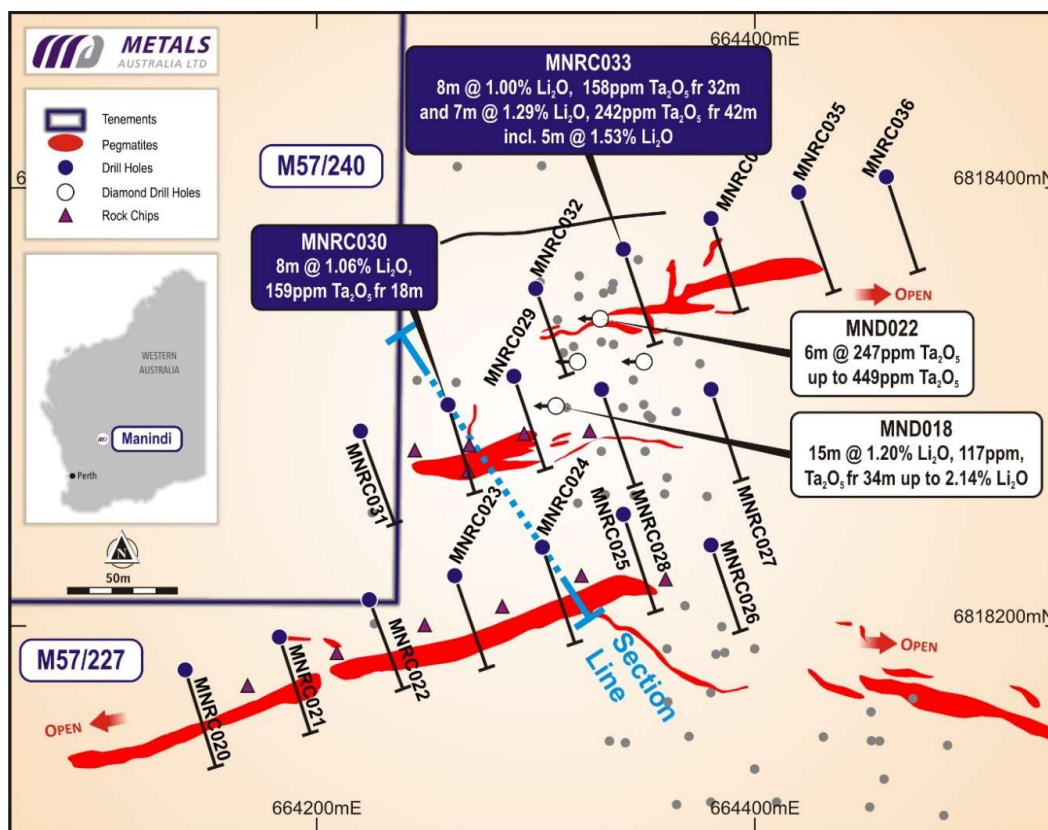 METALS
AUSTRALIA LTD
Tenements
Pegmatites
Drill Holes
Diamond Drill Holes
Rock Chips
WESTERN
AUSTRALIA
Manindi
Perth
N
50m
664400mE
MNRC033
8m @ 1.00% Li₂O, 158ppm Ta₂O₅ fr 32m
and 7m @ 1.29% Li₂O, 242ppm Ta₂O₅ fr 42m
incl. 5m @ 1.53% Li₂O
M57/240
MNRC035
MNRC036
6818400mN
MNRC032
MNRC030
8m @ 1.06% Li₂O,
159ppm Ta₂O₅ fr 18m
OPEN
MNRC029
MND022
6m @ 247ppm Ta₂O₅
up to 449ppm Ta₂O₅
MND018
15m @ 1.20% Li₂O, 117ppm,
Ta₂O₅ fr 34m up to 2.14% Li₂O
MNRC031
MNRC023
MNRC024
MNRC025
MNRC028
MNRC027
MNRC026
6818200mN
M57/227
MNRC022
MNRC021
MNRC020
Section
Line
OPEN
OPEN
664200mE
664400mE